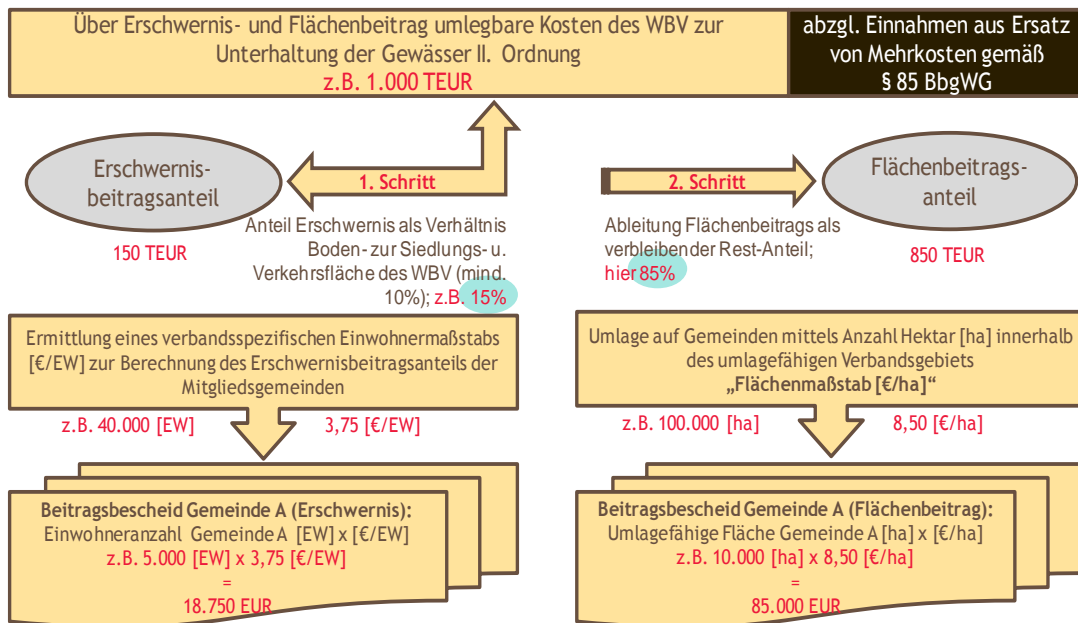 Über Erschwernis- und Flächenbeitrag umlegbare Kosten des WBV zur
Unterhaltung der Gewässer II. Ordnung
z.B. 1.000 TEUR
abzgl. Einnahmen aus Ersatz
von Mehrkosten gemäß
§ 85 BbgWG
Erschwernis-
beitragsanteil
1. Schritt
2. Schritt
Flächenbeitrags-
anteil
150 TEUR
Anteil Erschwernis als Verhältnis
Boden- zur Siedlungs- u.
Verkehrsfläche des WBV (mind.
10%); z.B. 15%
Ableitung Flächenbeitrags als
verbleibender Rest-Anteil;
hier 85%
850 TEUR
Ermittlung eines verbandsspezifischen Einwohnermaßstabs
[€/EW] zur Berechnung des Erschwernisbeitragsanteils der
Mitgliedsgemeinden
z.B. 40.000 [EW]
3,75 [€/EW]
Umlage auf Gemeinden mittels Anzahl Hektar [ha] innerhalb
des umlagefähigen Verbandsgebiets
„Flächenmaßstab [€/ha]“
z.B. 100.000 [ha]
8,50 [€/ha]
Beitragsbescheid Gemeinde A (Erschwernis):
Einwohneranzahl Gemeinde A [EW] x [€/EW]
z.B. 5.000 [EW] x 3,75 [€/EW]
=
18.750 EUR
Beitragsbescheid Gemeinde A (Flächenbeitrag):
Umlagefähige Fläche Gemeinde A [ha] x [€/ha]
z.B. 10.000 [ha] x 8,50 [€/ha]
=
85.000 EUR